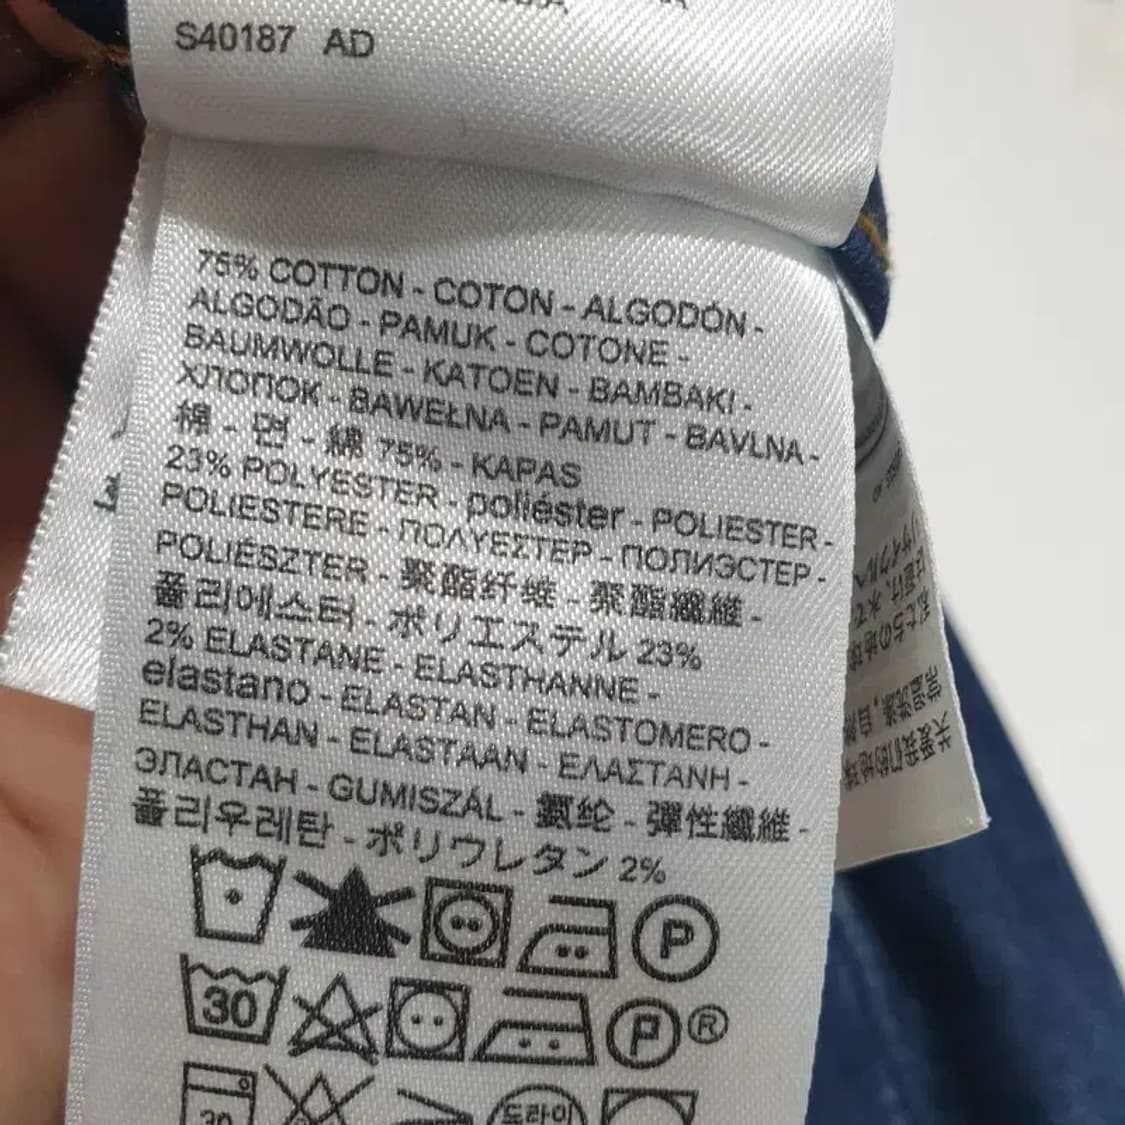 S40187 AD
75% COTTON - COTON - ALGODÓN -
ALGODÃO - PAMUK - COTONE -
BAUMWOLLE - KATOEN - BAMBAKI -
ХЛОПОК - BAWEŁNA - PAMUT - BAVLNA -
棉 - 면 - 綿 75% - KAPAS
23% POLYESTER - poliéster - POLIESTER -
POLIESTERE - ΠΟΛΥΕΣΤΕΡ - ПОЛИЭСТЕР -
POLIÉSZTER - 聚酯纤维 - 聚酯纖維 -
폴리에스터 - ポリエステル 23%
2% ELASTANE - ELASTHANNE -
elastano - ELASTAN - ELASTOMERO -
ELASTHAN - ELASTAAN - ΕΛΑΣΤΑΝΗ -
ЭЛАСТАН - GUMISZÁL - 氨纶 - 彈性纖維 -
폴리우레탄 - ポリウレタン 2%
P
30 P ®
30 드라이